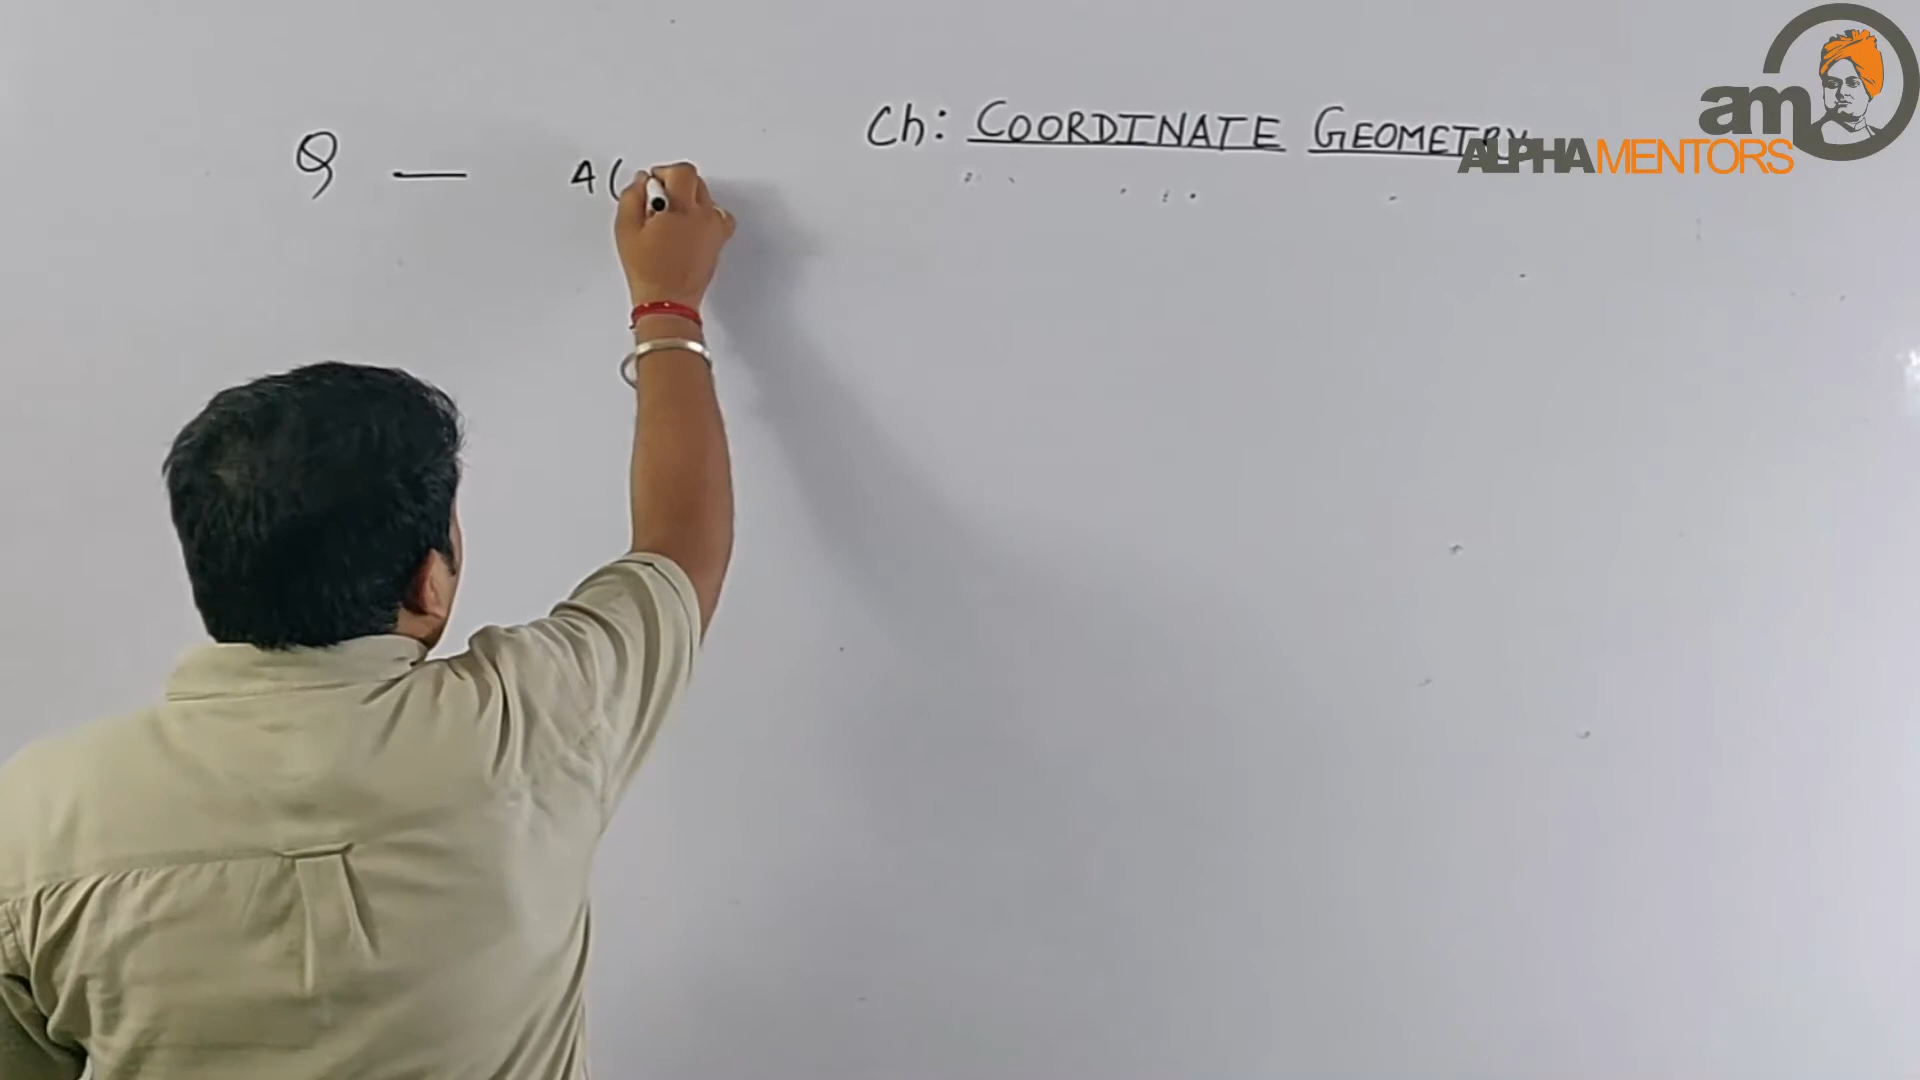 Ch: COORDINATE GEOMETRY
Q — A(
am
ALPHAMENTORS